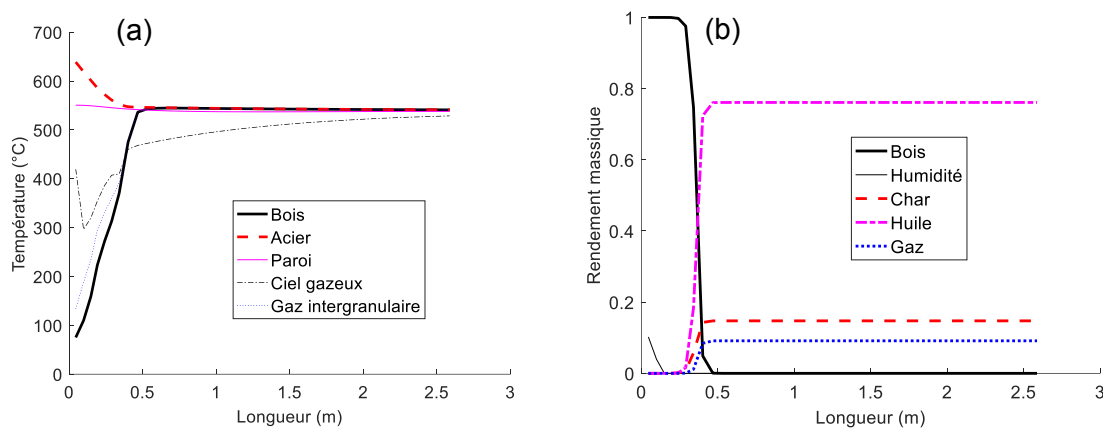 (a)
700
600
500
400
300
200
100
0
Température (°C)
Bois
Acier
Paroi
Ciel gazeux
Gaz intergranulaire
0
0.5
1
1.5
2
2.5
3
Longueur (m)
(b)
1
0.8
0.6
0.4
0.2
0
Rendement massique
Bois
Humidité
Char
Huile
Gaz
0
0.5
1
1.5
2
2.5
3
Longueur (m)